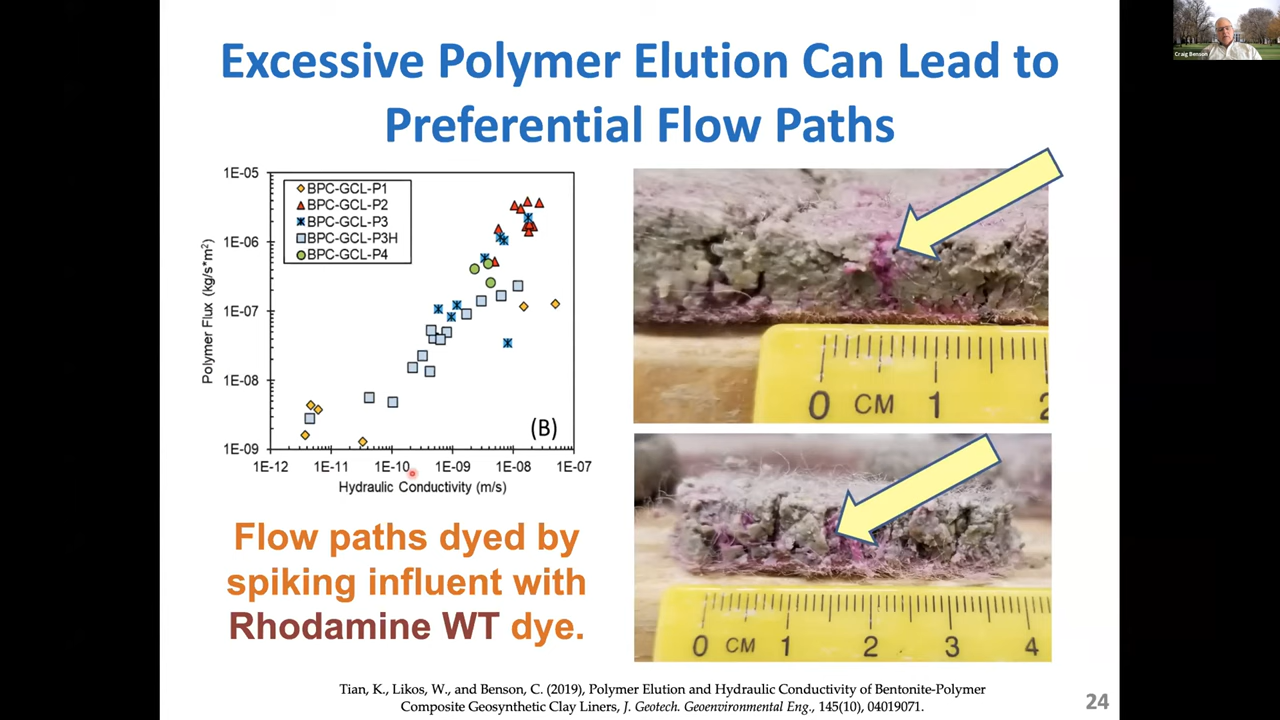 Craig Benson
Excessive Polymer Elution Can Lead to
Preferential Flow Paths
1E-05
1E-06
1E-07
1E-08
1E-09
Polymer Flux (kg/s*m²)
BPC-GCL-P1
BPC-GCL-P2
BPC-GCL-P3
BPC-GCL-P3H
BPC-GCL-P4
(B)
1E-12 1E-11 1E-10 1E-09 1E-08 1E-07
Hydraulic Conductivity (m/s)
0 CM 1 2
0 CM 1 2 3 4
Flow paths dyed by
spiking influent with
Rhodamine WT dye.
Tian, K., Likos, W., and Benson, C. (2019), Polymer Elution and Hydraulic Conductivity of Bentonite-Polymer
Composite Geosynthetic Clay Liners, J. Geotech. Geoenvironmental Eng., 145(10), 04019071.
24